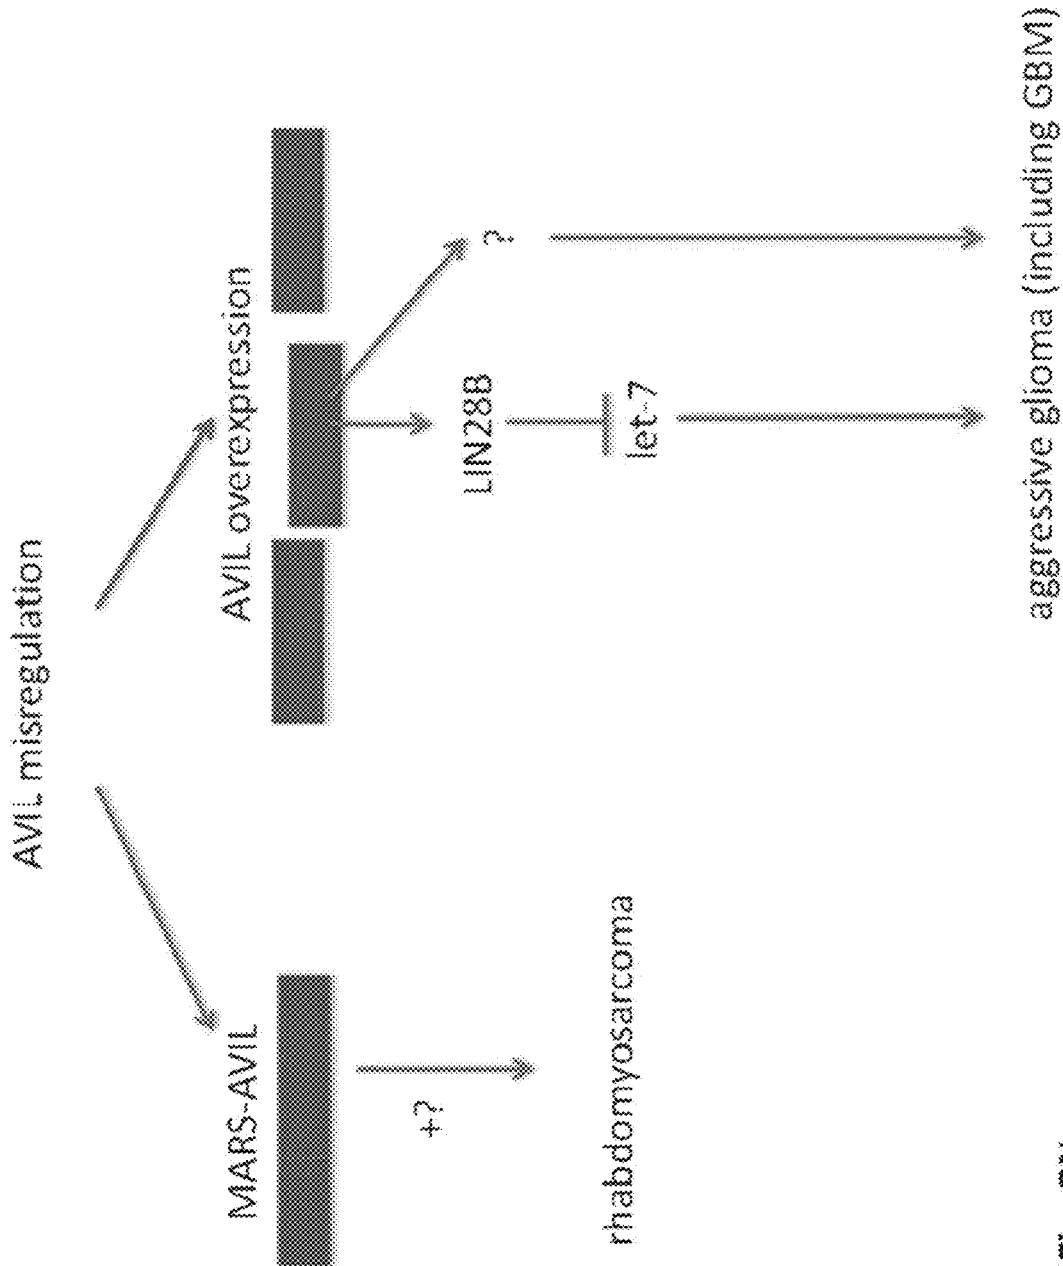 AVIL misregulation
MARS-AVIL
AVIL overexpression
+?
LIN28B
?
let-7
rhabdomyosarcoma
aggressive glioma (including GBM)